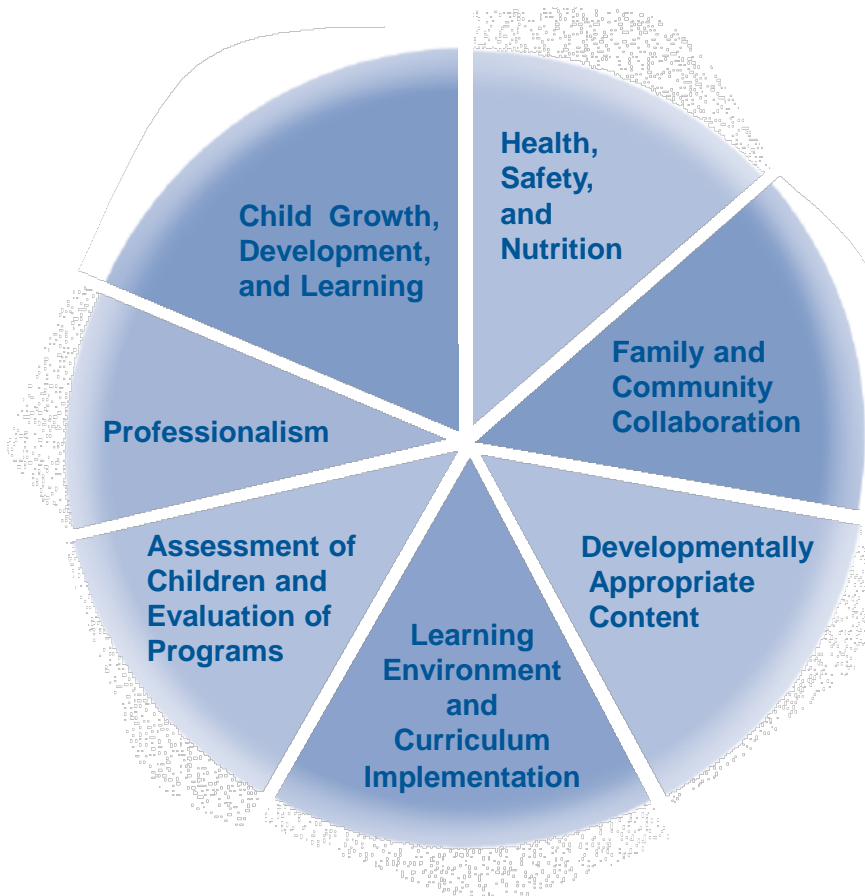 Health,
Safety,
and
Nutrition
Child Growth,
Development,
and Learning
Family and
Community
Collaboration
Professionalism
Assessment of
Children and
Evaluation of
Programs
Developmentally
Appropriate
Content
Learning
Environment
and
Curriculum
Implementation